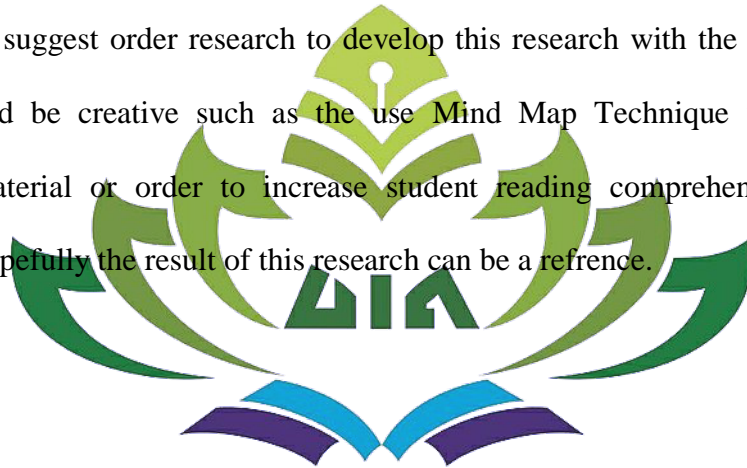 suggest order research to develop this research with the
d be creative such as the use Mind Map Technique
aterial or order to increase student reading comprehen
pefully the result of this research can be a refrence.